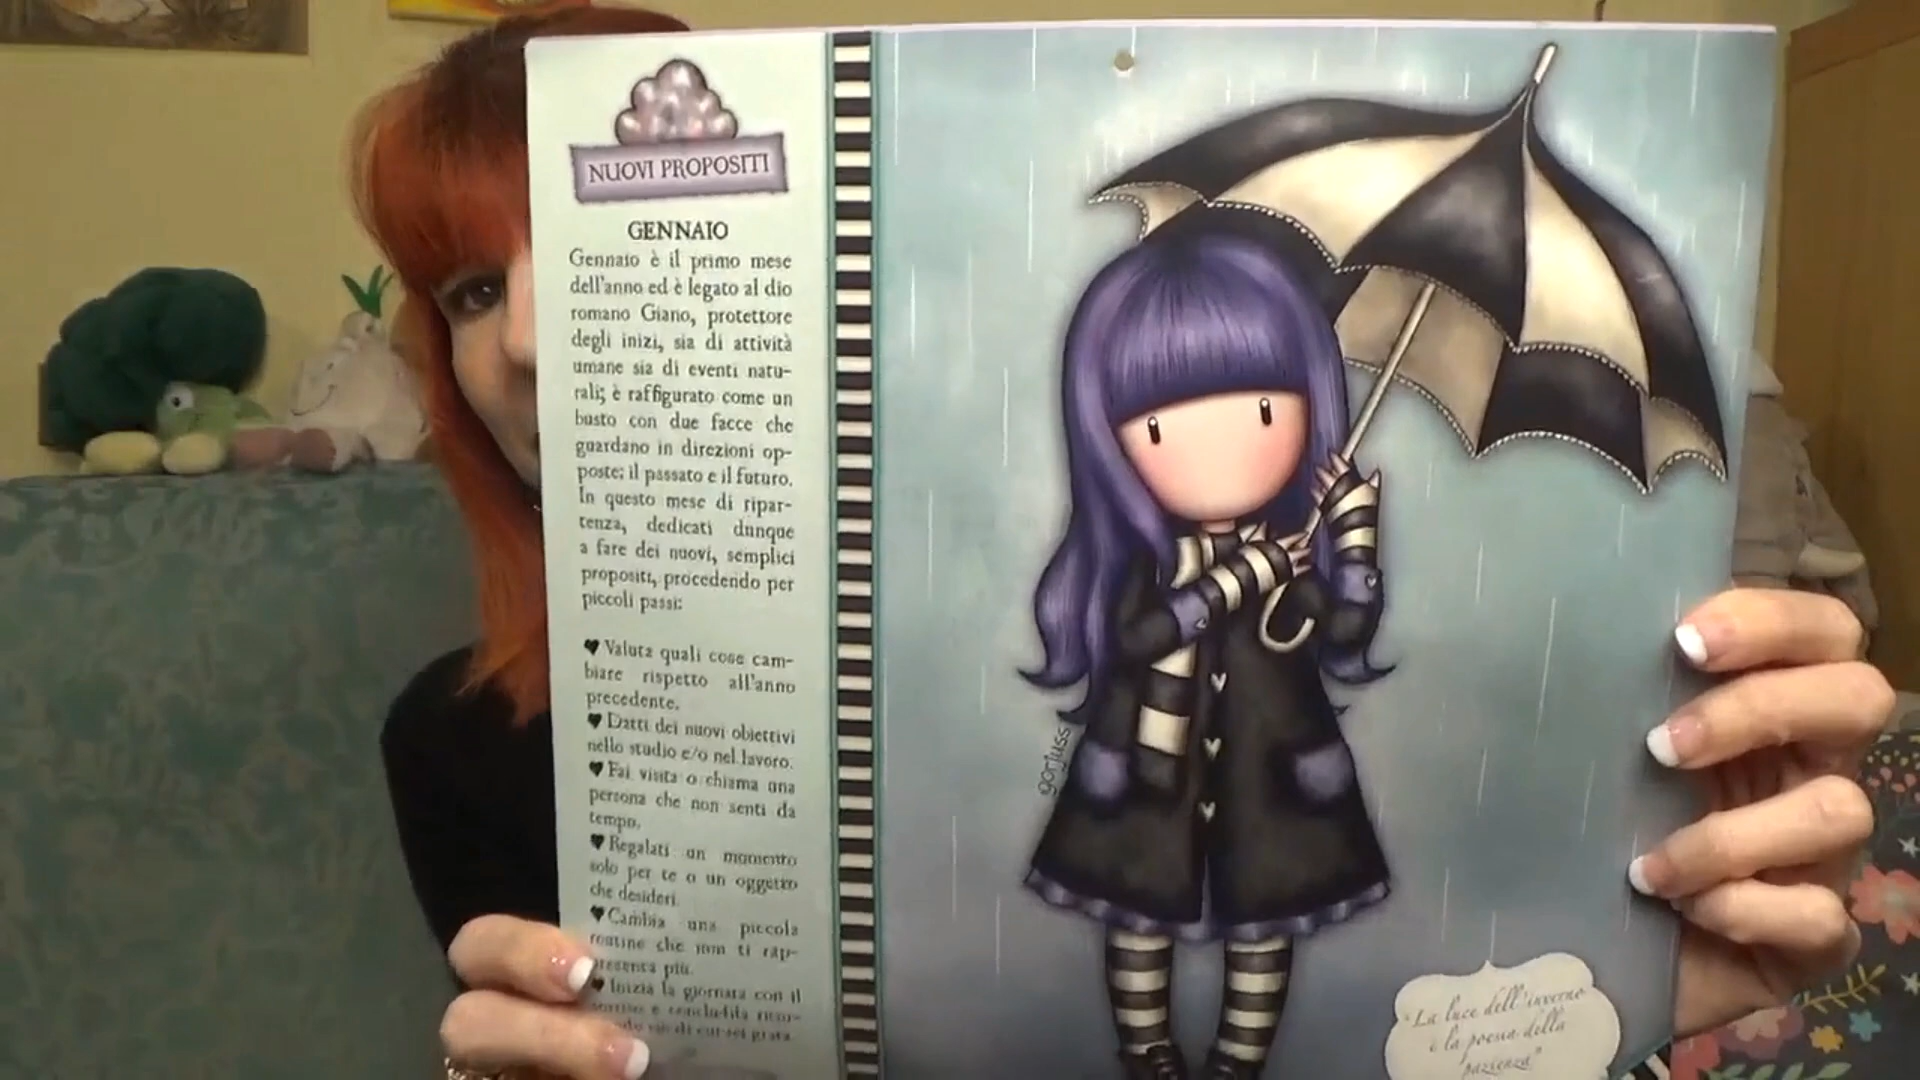 NUOVI PROPOSITI
GENNAIO
Gennaio è il primo mese
dell'anno ed è legato al dio
romano Giano, protettore
degli inizi, sia di attività
umane sia di eventi natu-
rali; è raffigurato come un
busto con due facce che
guardano in direzioni op-
poste: il passato e il futuro.
In questo mese di ripar-
tenza, dedicati dunque
a fare dei nuovi, semplici
propositi, procedendo per
piccoli passi:
♥ Valuta quali cose cam-
biare rispetto all'anno
precedente.
♥ Datti dei nuovi obiettivi
nello studio e/o nel lavoro.
♥ Fai visita o chiama una
persona che non senti da
tempo.
♥ Regalati un momento
solo per te o un oggetto
che desideri.
♥ Cambia una piccola
routine che non ti rap-
presenta più.
♥ Inizia la giornata con il
sorriso e concludila
di cui sei grata.
gorjuss
"La luce dell'inverno
è la poesia della
pazienza"